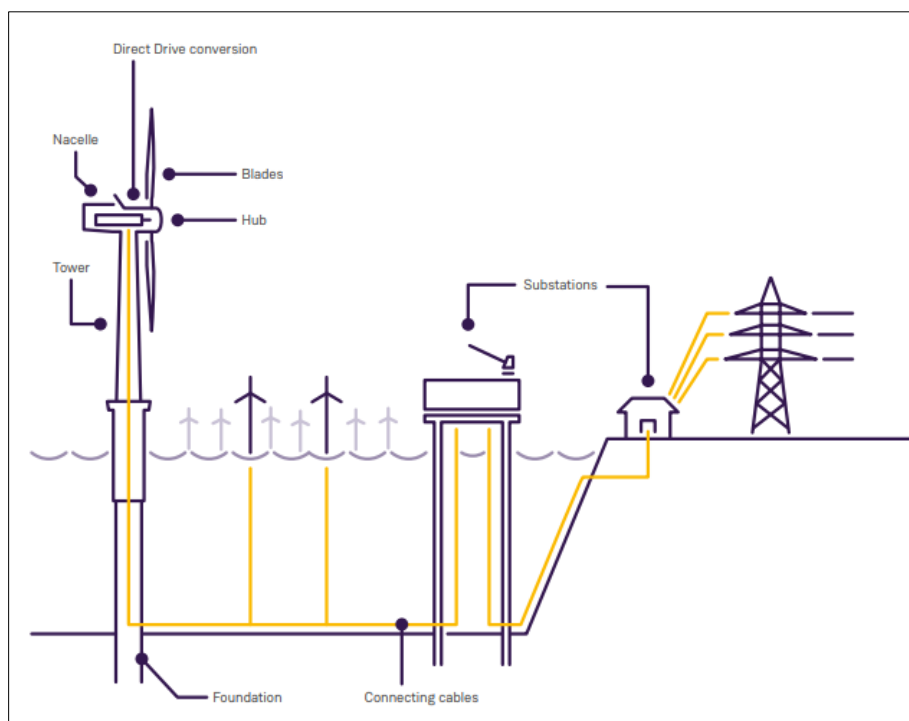 Direct Drive conversion
Nacelle
Blades
Hub
Tower
Substations
Foundation
Connecting cables